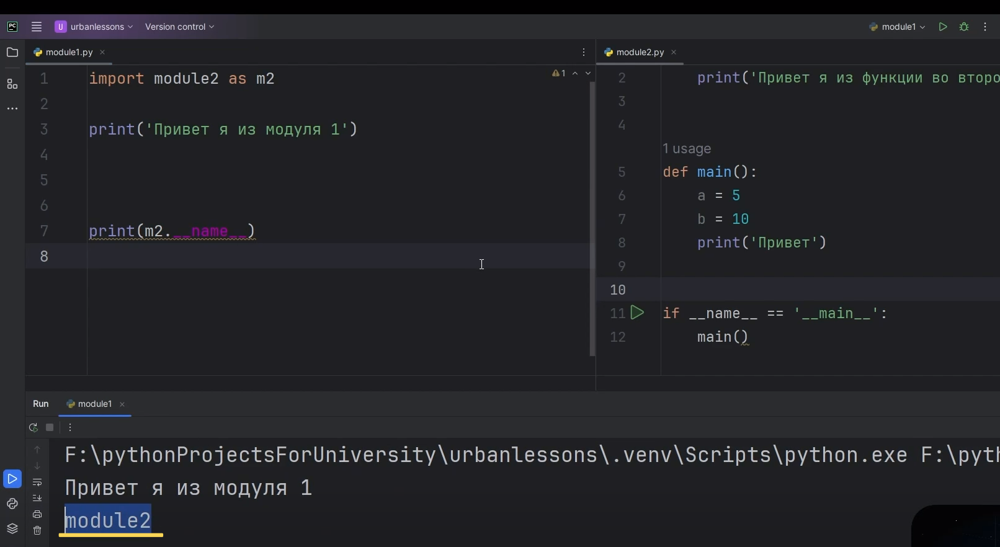 PC
U urbanlessons Version control module1
module1.py
module2.py
1 import module2 as m2
1
2
3 print('Привет я из модуля 1')
4
5
6
7 print(m2.__name__)
8
2 print('Привет я из функции во второ
3
4
1 usage
5 def main():
6 a = 5
7 b = 10
8 print('Привет')
9
10
11 if __name__ == '__main__':
12 main()
Run module1
F:\pythonProjectsForUniversity\urbanlessons\.venv\Scripts\python.exe F:\pyth
Привет я из модуля 1
module2